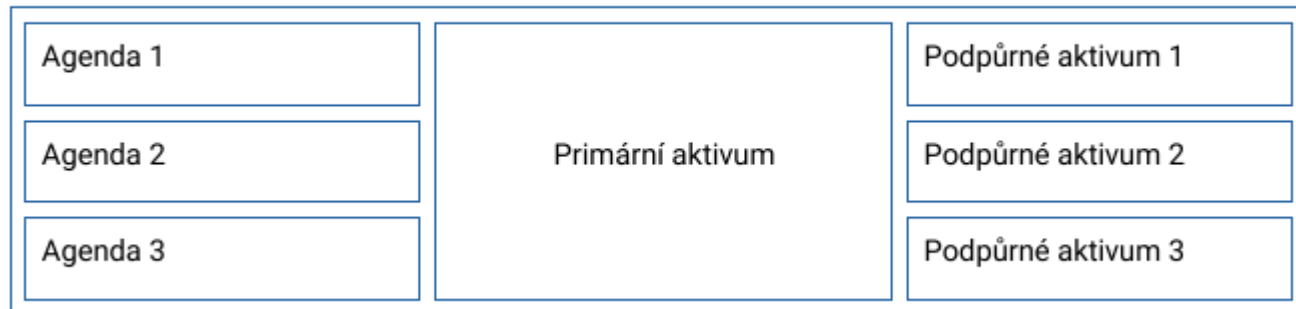 Agenda 1
Agenda 2
Agenda 3
Primární aktivum
Podpůrné aktivum 1
Podpůrné aktivum 2
Podpůrné aktivum 3